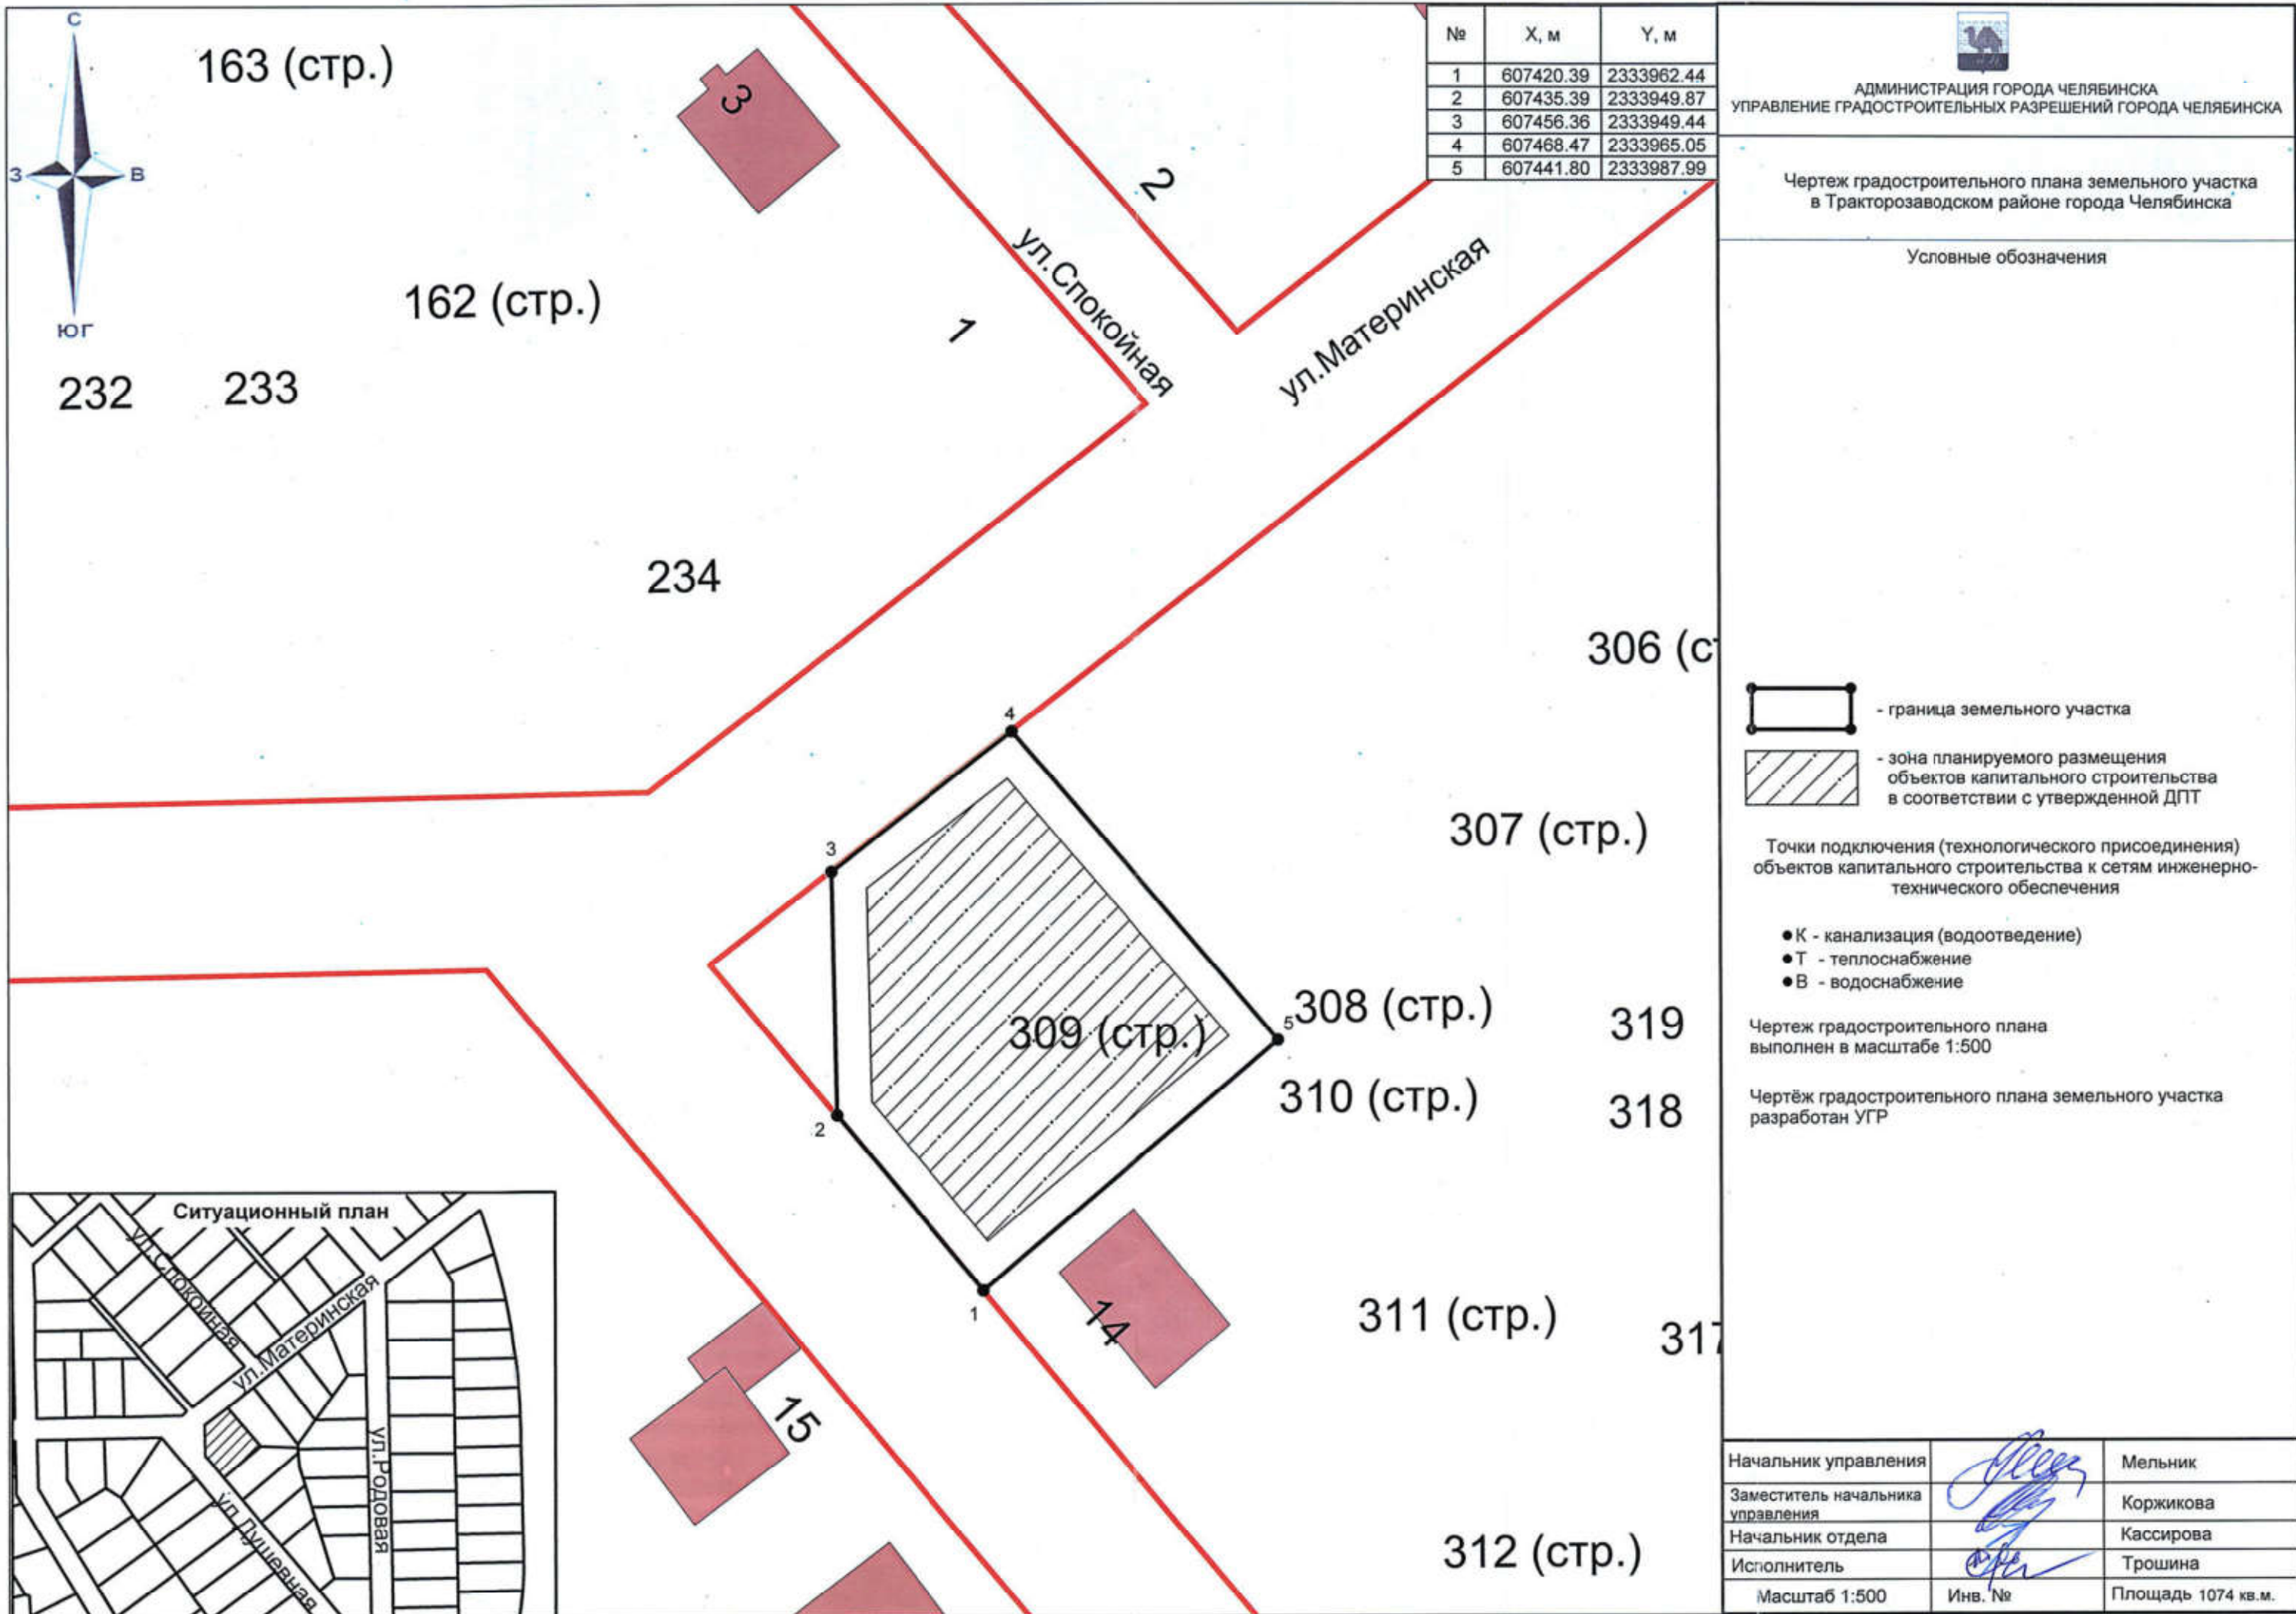 С
З
В
ЮГ
163 (стр.)
3
162 (стр.)
1
2
232
233
234
ул.Спокойная
ул.Материнская
№ X, м Y, м
1 607420.39 2333962.44
2 607435.39 2333949.87
3 607456.36 2333949.44
4 607468.47 2333965.05
5 607441.80 2333987.99
306 (с
4
3
307 (стр.)
5
308 (стр.)
319
309 (стр.)
310 (стр.)
318
2
1
14
311 (стр.)
317
15
312 (стр.)
Ситуационный план
ул.Спокойная
ул.Материнская
ул.Родовая
ул.Душевная
АДМИНИСТРАЦИЯ ГОРОДА ЧЕЛЯБИНСКА
УПРАВЛЕНИЕ ГРАДОСТРОИТЕЛЬНЫХ РАЗРЕШЕНИЙ ГОРОДА ЧЕЛЯБИНСКА
Чертеж градостроительного плана земельного участка
в Тракторозаводском районе города Челябинска
Условные обозначения
- граница земельного участка
- зона планируемого размещения
объектов капитального строительства
в соответствии с утвержденной ДПТ
Точки подключения (технологического присоединения)
объектов капитального строительства к сетям инженерно-
технического обеспечения
● К - канализация (водоотведение)
● Т - теплоснабжение
● В - водоснабжение
Чертеж градостроительного плана
выполнен в масштабе 1:500
Чертёж градостроительного плана земельного участка
разработан УГР
Начальник управления Мельник
Заместитель начальника
управления Коржикова
Начальник отдела Кассирова
Исполнитель Трошина
Масштаб 1:500 Инв. № Площадь 1074 кв.м.